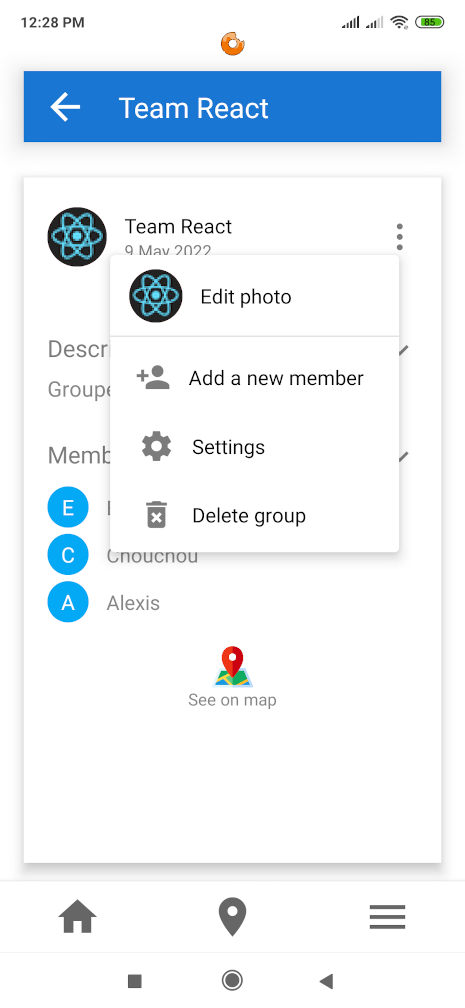 12:28 PM
85
Team React
Team React
9 May 2022
Edit photo
Descr
Groupe
Add a new member
Memb
Settings
E
Delete group
C Chouchou
A Alexis
See on map